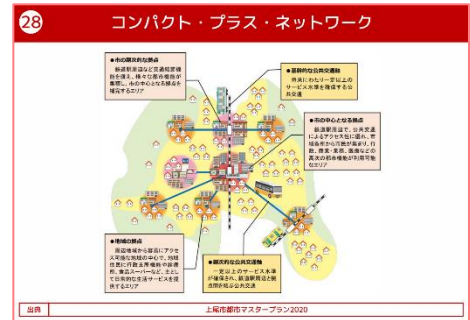 28
コンパクト・プラス・ネットワーク
●市の副次的な拠点
鉄道駅周辺など交通結節機
能を備え、様々な都市機能が
集積し、市の中心となる拠点を
補完するエリア
●基幹的な公共交通軸
将来にわたり一定以上の
サービス水準を確保する公
共交通
●市の中心となる拠点
鉄道駅周辺で、公共交通
によるアクセス性に優れ、市
域各所から市民が集まり、行
政、商業・業務、医療などの
高次の都市機能が利用可能
なエリア
●地域の拠点
周辺地域から容易にアクセ
ス可能な地域の中心で、地域
住民に行政支所機能や診療
所、食品スーパーなど、主とし
て日常的な生活サービスを提
供するエリア
●副次的な公共交通軸
一定以上のサービス水準
が確保され、鉄道駅周辺と拠
点間を結ぶ公共交通
出典
上尾市都市マスタープラン2020